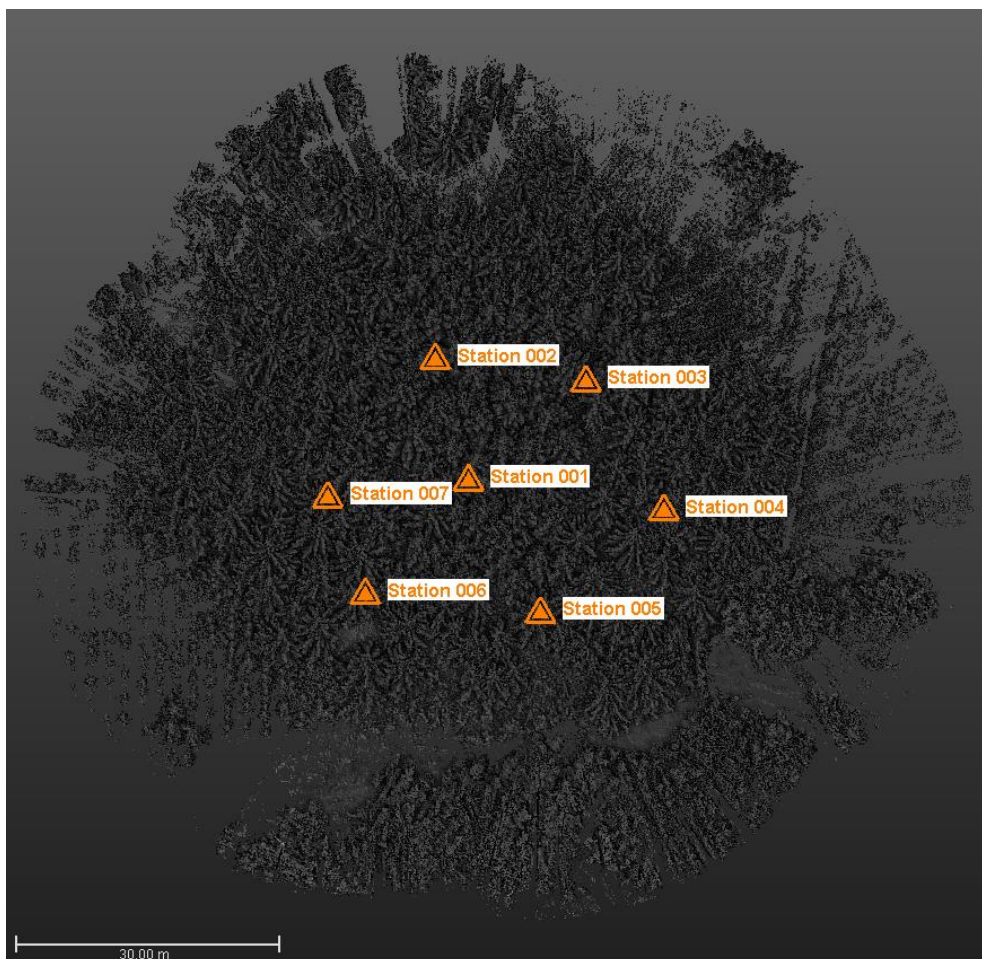 Station 002
Station 003
Station 001
Station 007
Station 004
Station 006
Station 005
30.00 m